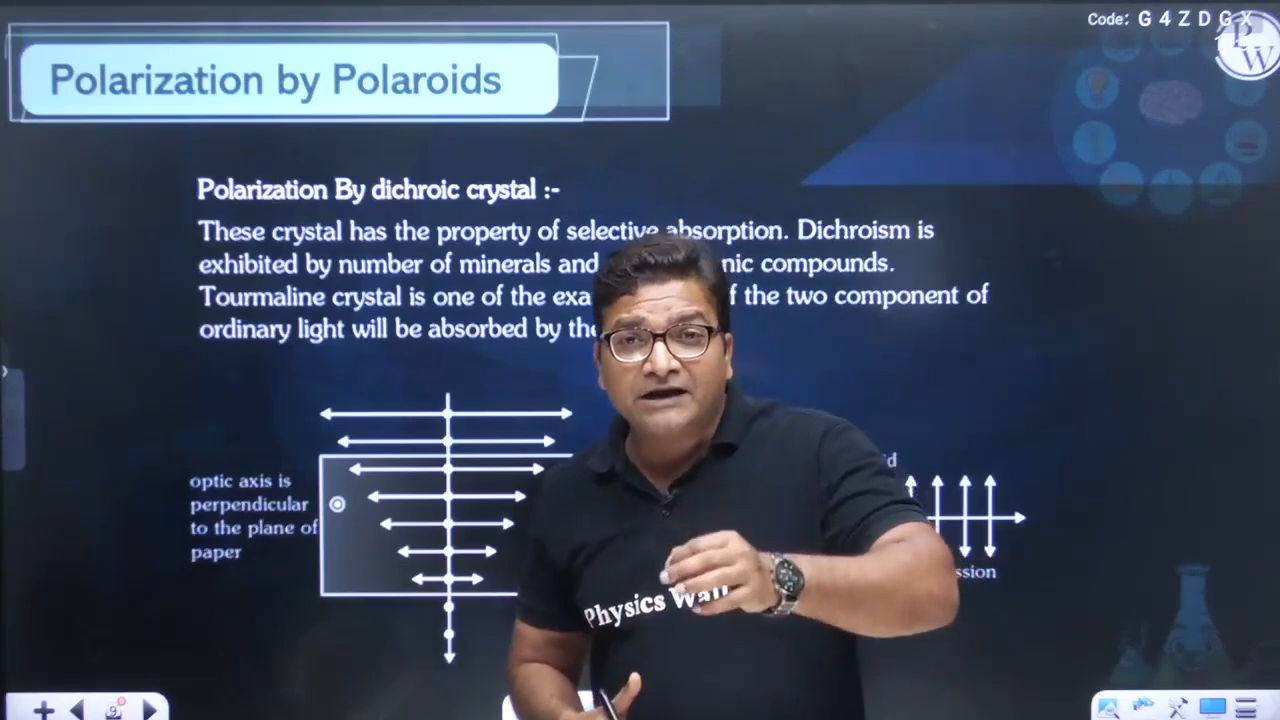 Code: G 4 Z D G X
PW
Polarization by Polaroids
Polarization By dichroic crystal :-
These crystal has the property of selective absorption. Dichroism is
exhibited by number of minerals and nic compounds.
Tourmaline crystal is one of the exa f the two component of
ordinary light will be absorbed by the
optic axis is
perpendicular
to the plane of
paper
id
ssion
Physics Wall
9